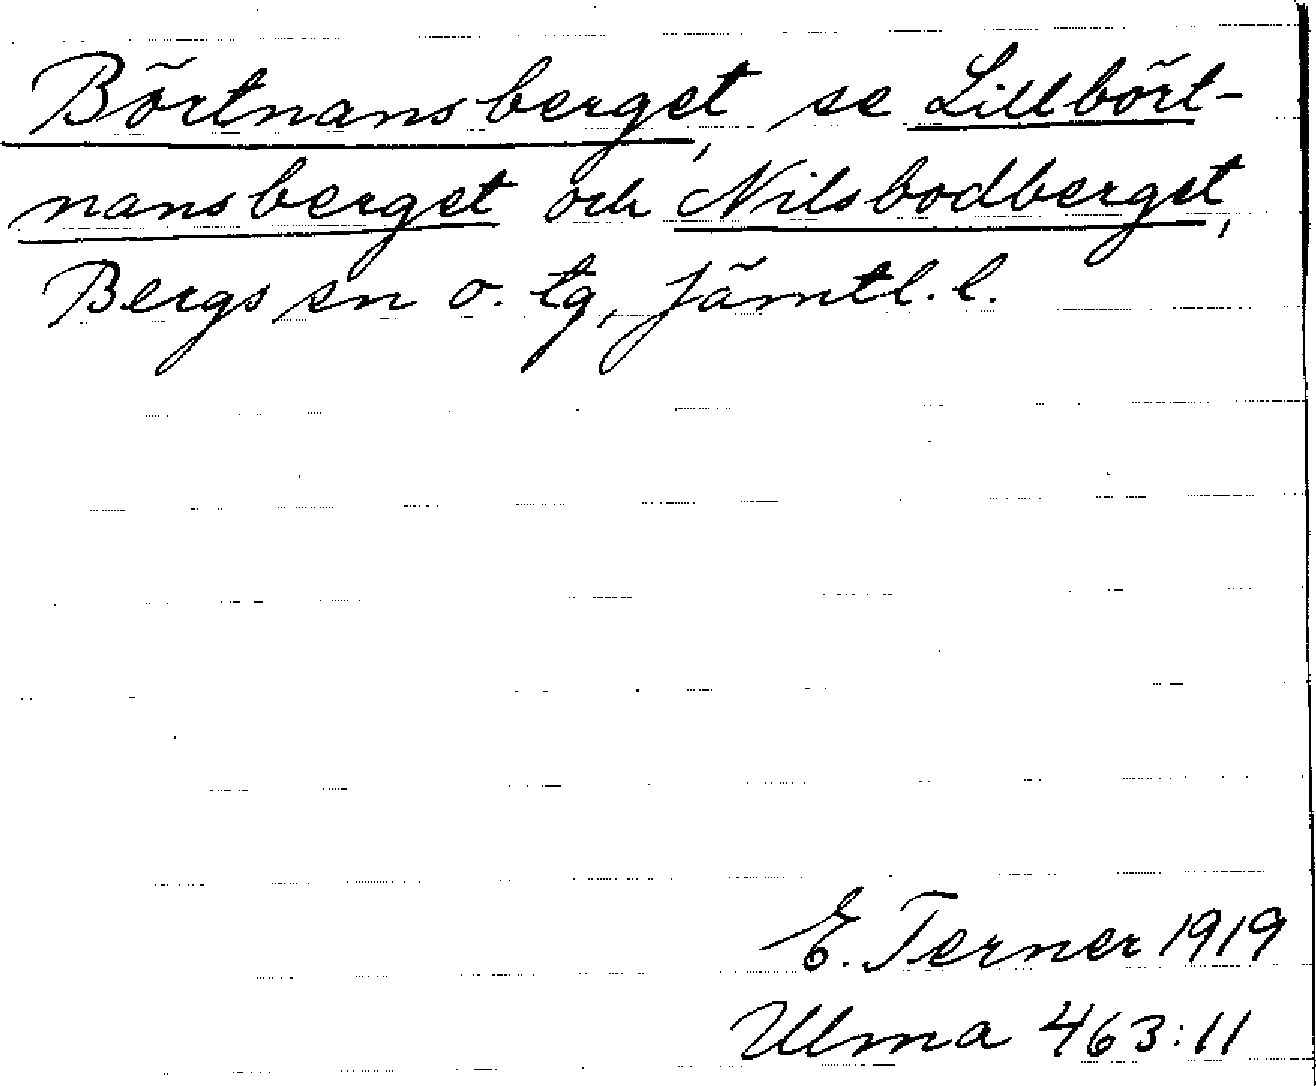 Börtnansberget, se Lillbört-
nansberget och Nilsbodberget,
Bergs sn o. tg, Jämtl. l.
E. Terner 1919
Ulma 463:11